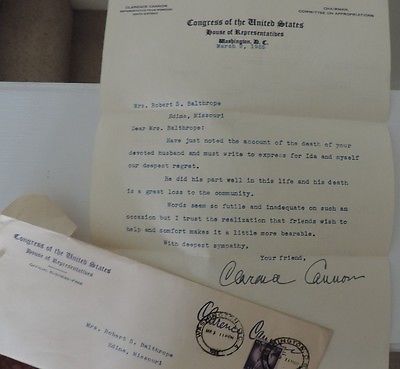 CLARENCE CANNON
CHAIRMAN
COMMITTEE ON APPROPRIATIONS
Congress of the United States
House of Representatives
Washington, D. C.
Mrs. Robert S. Balthrope
Edina, Missouri
Dear Mrs. Balthrope:
Have just noted the account of the death of your
devoted husband and must write to express for Ida and myself
our deepest regret.
He did his part well in this life and his death
is a great loss to the community.
Words seem so futile and inadequate on such an
occasion but I trust the realization that friends wish
to help and comfort makes it a little more bearable.
With deepest sympathy.
Your friend,
Clarence Cannon
Congress of the United States
House of Representatives
OFFICIAL BUSINESS-FREE
Clarence Cannon
Mrs. Robert S. Balthrope
Edina, Missouri